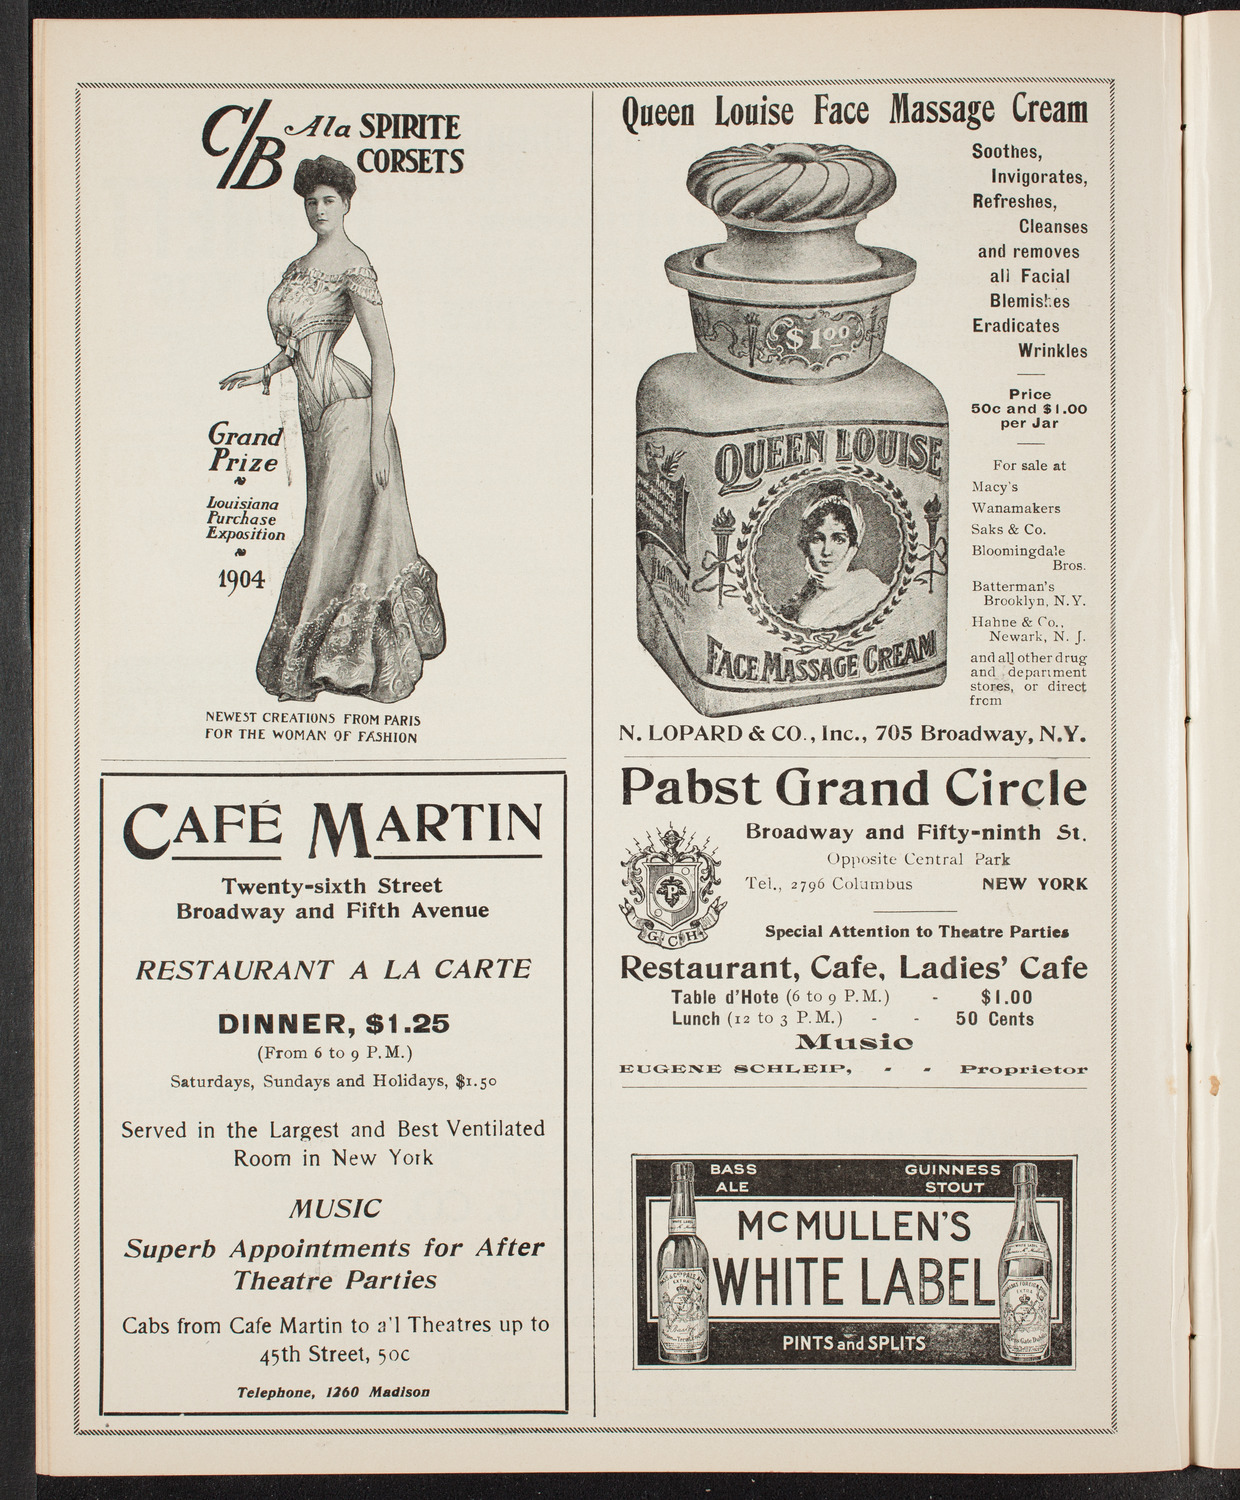 C/B Ala SPIRITE
CORSETS
Grand
Prize
Louisiana
Purchase
Exposition
1904
NEWEST CREATIONS FROM PARIS
FOR THE WOMAN OF FASHION
CAFÉ MARTIN
Twenty-sixth Street
Broadway and Fifth Avenue
RESTAURANT A LA CARTE
DINNER, $1.25
(From 6 to 9 P.M.)
Saturdays, Sundays and Holidays, $1.50
Served in the Largest and Best Ventilated
Room in New York
MUSIC
Superb Appointments for After
Theatre Parties
Cabs from Cafe Martin to a'l Theatres up to
45th Street, 50c
Telephone, 1260 Madison
Queen Louise Face Massage Cream
Soothes,
Invigorates,
Refreshes,
Cleanses
and removes
all Facial
Blemishes
Eradicates
Wrinkles
Price
50c and $1.00
per Jar
For sale at
Macy's
Wanamakers
Saks & Co.
Bloomingdale
Bros.
Batterman's
Brooklyn, N.Y.
Hahne & Co.,
Newark, N. J.
and all other drug
and department
stores, or direct
from
$1.00
QUEEN LOUISE
FACE MASSAGE CREAM
N. LOPARD & CO., Inc., 705 Broadway, N.Y.
Pabst Grand Circle
Broadway and Fifty-ninth St.
Opposite Central Park
Tel., 2796 Columbus NEW YORK
P
G C H
Special Attention to Theatre Parties
Restaurant, Cafe, Ladies' Cafe
Table d'Hote (6 to 9 P.M.) - $1.00
Lunch (12 to 3 P.M.) - - 50 Cents
Music
EUGENE SCHLEIP, - - Proprietor
BASS
ALE
GUINNESS
STOUT
McMULLEN'S
WHITE LABEL
PINTS and SPLITS